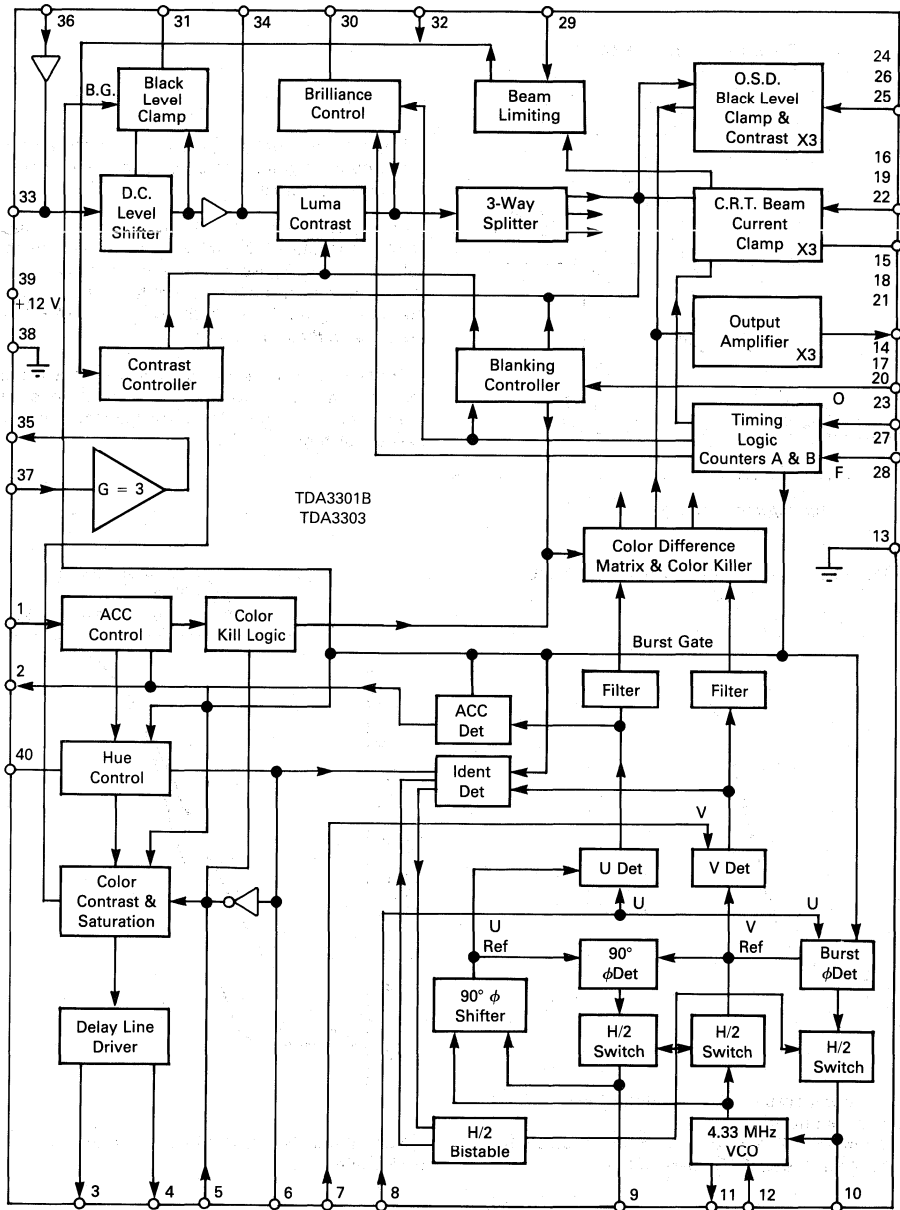 36
31
34
30
32
29
24
26
25
B.G.
Black
Level
Clamp
Brilliance
Control
Beam
Limiting
O.S.D.
Black Level
Clamp &
Contrast
X3
16
19
22
33
D.C.
Level
Shifter
Luma
Contrast
3-Way
Splitter
C.R.T. Beam
Current
Clamp
X3
15
18
21
39
+12 V
38
Contrast
Controller
Blanking
Controller
Output
Amplifier
X3
14
17
20
O
23
35
37
G = 3
TDA3301B
TDA3303
Timing
Logic
Counters A & B
27
F
28
13
Color Difference
Matrix & Color Killer
1
ACC
Control
Color
Kill Logic
Burst Gate
2
ACC
Det
Filter
Filter
40
Hue
Control
Ident
Det
V
Color
Contrast &
Saturation
U Det
V Det
U
Ref
U
V
Ref
U
90°
φDet
Burst
φDet
90° φ
Shifter
Delay Line
Driver
H/2
Switch
H/2
Switch
H/2
Switch
H/2
Bistable
4.33 MHz
VCO
3
4
5
6
7
8
9
11
12
10